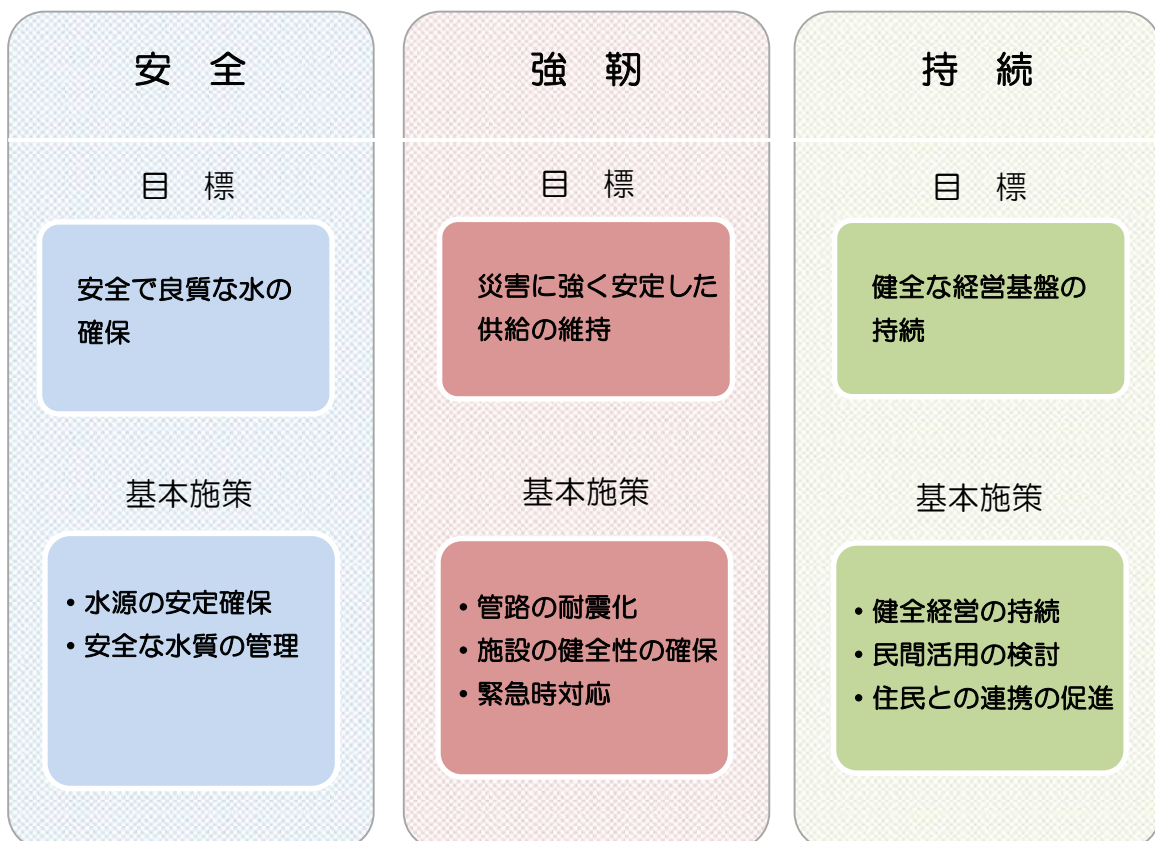 安　全
目　標
安全で良質な水の
確保
基本施策
・水源の安定確保
・安全な水質の管理
強　靭
目　標
災害に強く安定した
供給の維持
基本施策
・管路の耐震化
・施設の健全性の確保
・緊急時対応
持　続
目　標
健全な経営基盤の
持続
基本施策
・健全経営の持続
・民間活用の検討
・住民との連携の促進